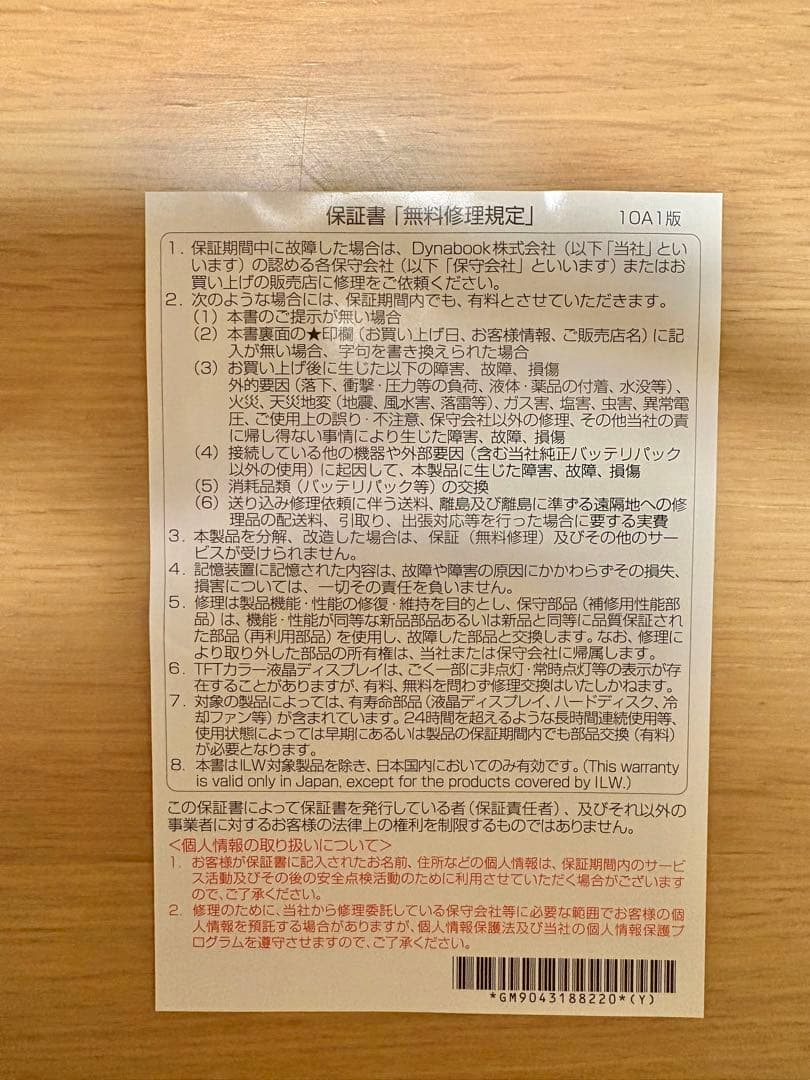 保証書「無料修理規定」 10A1版
1. 保証期間中に故障した場合は、Dynabook株式会社（以下「当社」とい
います）の認める各保守会社（以下「保守会社」といいます）またはお
買い上げの販売店に修理をご依頼ください。
2. 次のような場合には、保証期間内でも、有料とさせていただきます。
（1）本書のご提示が無い場合
（2）本書裏面の★印欄（お買い上げ日、お客様情報、ご販売店名）に記
入が無い場合、字句を書き換えられた場合
（3）お買い上げ後に生じた以下の障害、故障、損傷
外的要因（落下、衝撃・圧力等の負荷、液体・薬品の付着、水没等）、
火災、天災地変（地震、風水害、落雷等）、ガス害、塩害、虫害、異常電
圧、ご使用上の誤り・不注意、保守会社以外の修理、その他当社の責
に帰し得ない事情により生じた障害、故障、損傷
（4）接続している他の機器や外部要因（含む当社純正バッテリパック
以外の使用）に起因して、本製品に生じた障害、故障、損傷
（5）消耗品類（バッテリパック等）の交換
（6）送り込み修理依頼に伴う送料、離島及び離島に準ずる遠隔地への修
理品の配送料、引取り、出張対応等を行った場合に要する実費
3. 本製品を分解、改造した場合は、保証（無料修理）及びその他のサー
ビスが受けられません。
4. 記憶装置に記憶された内容は、故障や障害の原因にかかわらずその損失、
損害については、一切その責任を負いません。
5. 修理は製品機能・性能の修復・維持を目的とし、保守部品（補修用性能部
品）は、機能・性能が同等な新品部品あるいは新品と同等に品質保証され
た部品（再利用部品）を使用し、故障した部品と交換します。なお、修理に
より取り外した部品の所有権は、当社または保守会社に帰属します。
6. TFTカラー液晶ディスプレイは、ごく一部に非点灯・常時点灯等の表示が存
在することがありますが、有料、無料を問わず修理交換はいたしかねます。
7. 対象の製品によっては、有寿命部品（液晶ディスプレイ、ハードディスク、冷
却ファン等）が含まれています。24時間を超えるような長時間連続使用等、
使用状態によっては早期にあるいは製品の保証期間内でも部品交換（有料）
が必要となります。
8. 本書はILW対象製品を除き、日本国内においてのみ有効です。（This warranty
is valid only in Japan, except for the products covered by ILW.）
この保証書によって保証書を発行している者（保証責任者）、及びそれ以外の
事業者に対するお客様の法律上の権利を制限するものではありません。
＜個人情報の取り扱いについて＞
1. お客様が保証書に記入されたお名前、住所などの個人情報は、保証期間内のサービ
ス活動及びその後の安全点検活動のために利用させていただく場合がございます
ので、ご了承ください。
2. 修理のために、当社から修理委託している保守会社等に必要な範囲でお客様の個
人情報を預託する場合がありますが、個人情報保護法及び当社の個人情報保護プ
ログラムを遵守させますので、ご了承ください。
*GM9043188220*(Y)